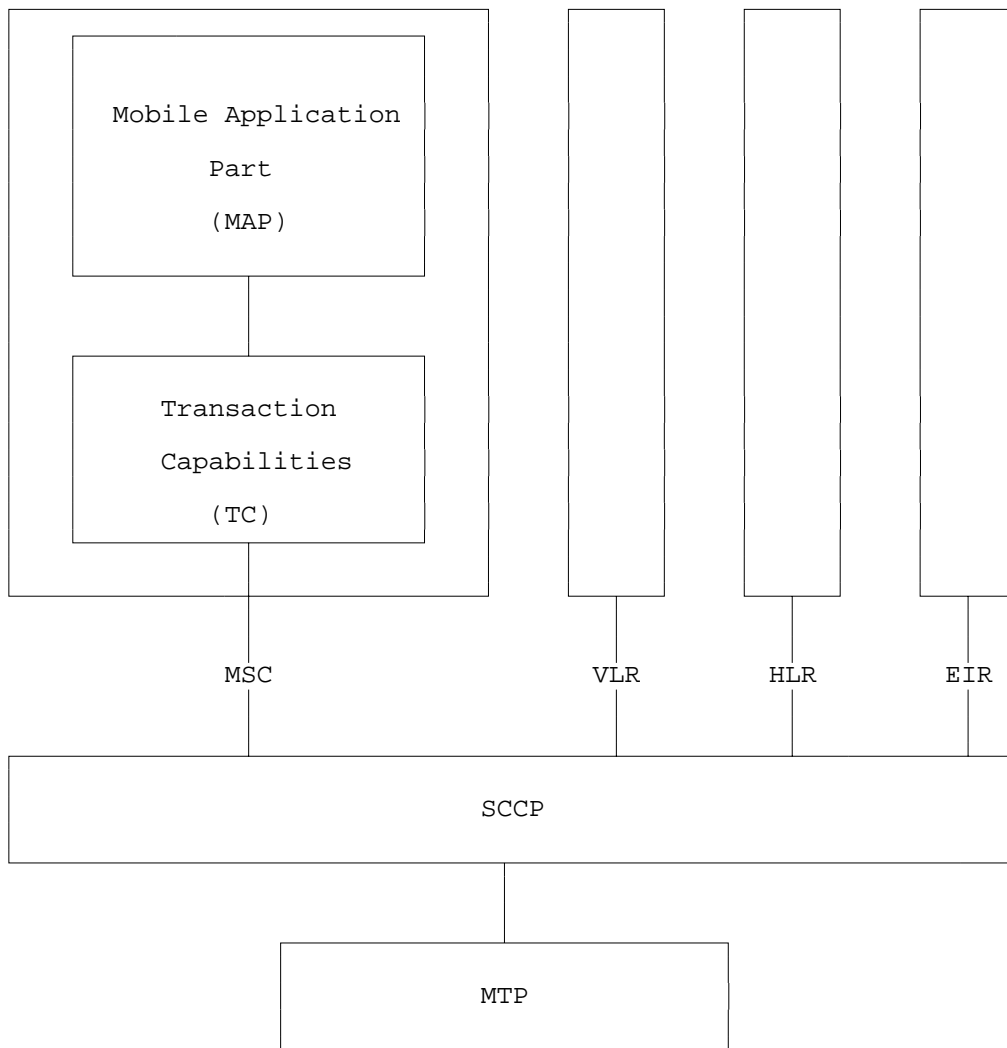 Mobile Application
Part
(MAP)
Transaction
Capabilities
(TC)
MSC
VLR
HLR
EIR
SCCP
MTP